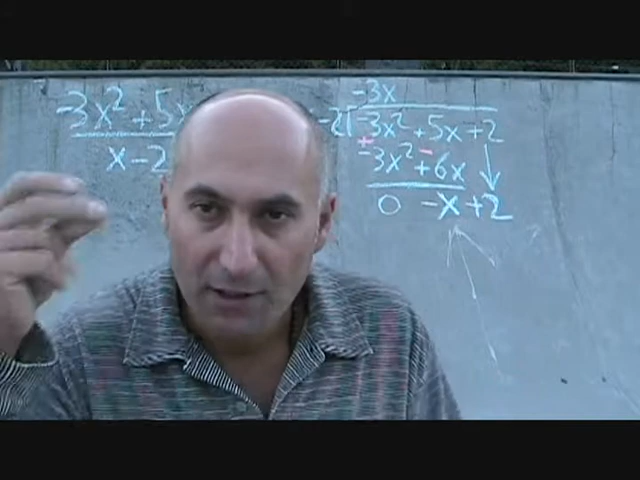 -3x² + 5x
x - 2
-3x
-2 -3x² + 5x + 2
-3x² + 6x
0 -x + 2